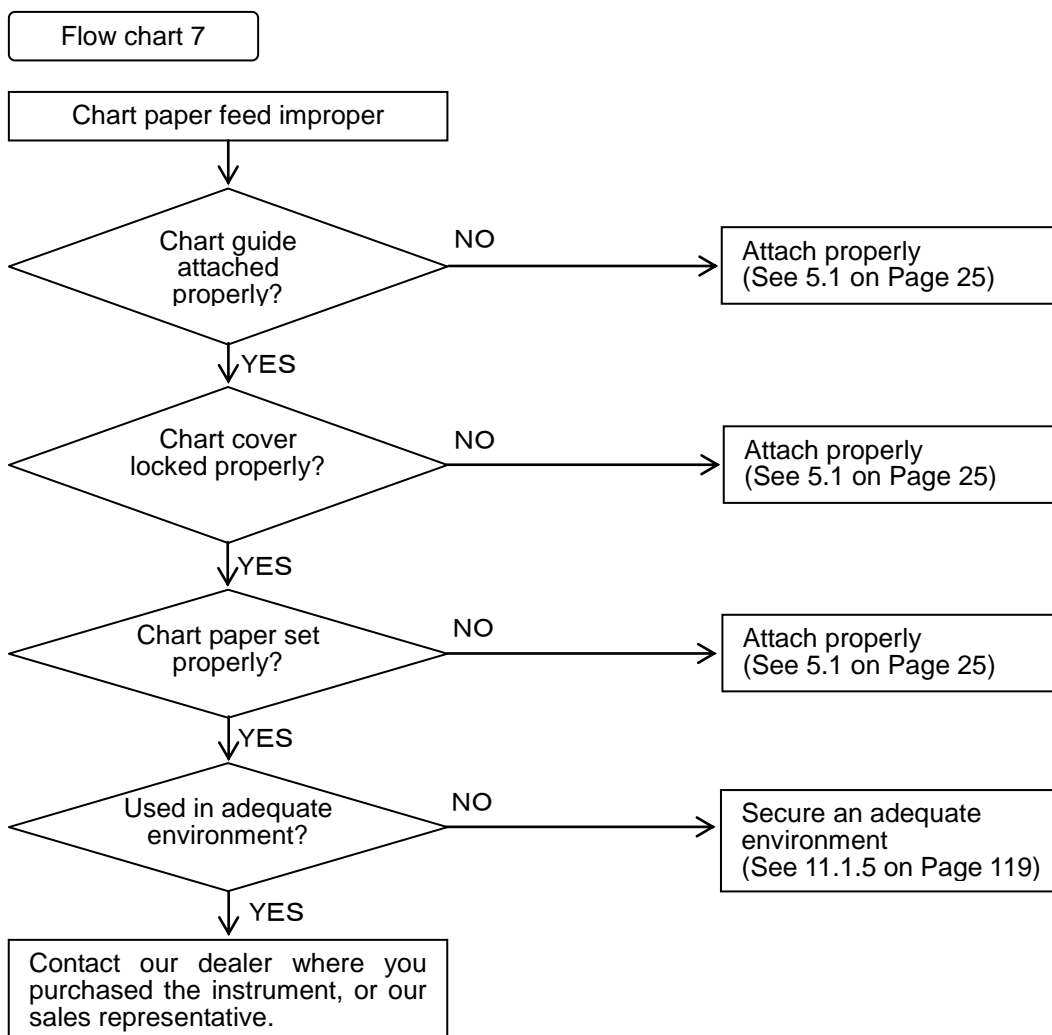 Flow chart 7
Chart paper feed improper
Chart guide
attached
properly?
NO
Attach properly
(See 5.1 on Page 25)
YES
Chart cover
locked properly?
NO
Attach properly
(See 5.1 on Page 25)
YES
Chart paper set
properly?
NO
Attach properly
(See 5.1 on Page 25)
YES
Used in adequate
environment?
NO
Secure an adequate
environment
(See 11.1.5 on Page 119)
YES
Contact our dealer where you
purchased the instrument, or our
sales representative.